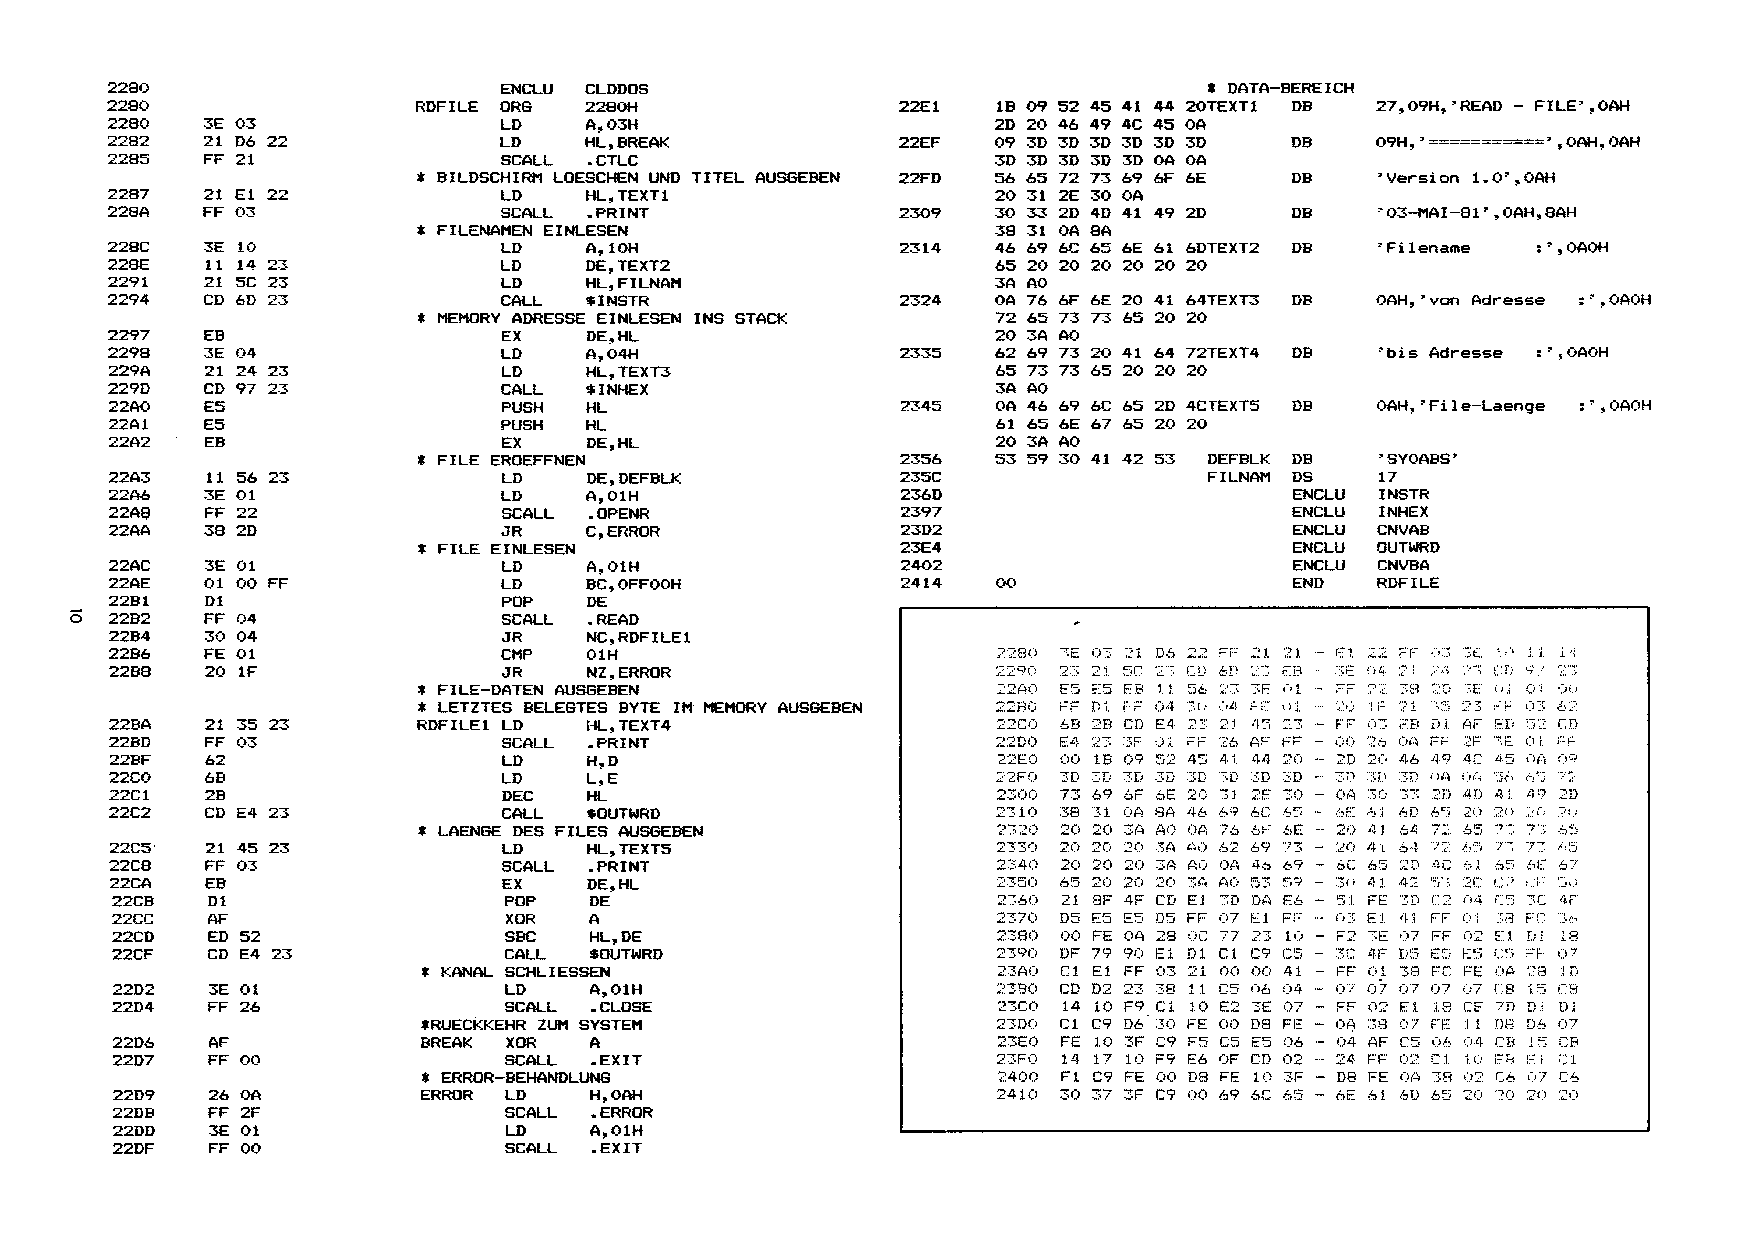 2280 ENCLU CLDDOS
2280 RDFILE ORG 2280H
2280 3E 03 LD A,03H
2282 21 D6 22 LD HL,BREAK
2285 FF 21 SCALL .CTLC
* BILDSCHIRM LOESCHEN UND TITEL AUSGEBEN
2287 21 E1 22 LD HL,TEXT1
228A FF 03 SCALL .PRINT
* FILENAMEN EINLESEN
228C 3E 10 LD A,10H
228E 11 14 23 LD DE,TEXT2
2291 21 5C 23 LD HL,FILNAM
2294 CD 6D 23 CALL *INSTR
* MEMORY ADRESSE EINLESEN INS STACK
2297 EB EX DE,HL
2298 3E 04 LD A,04H
229A 21 24 23 LD HL,TEXT3
229D CD 97 23 CALL *INHEX
22A0 E5 PUSH HL
22A1 E5 PUSH HL
22A2 EB EX DE,HL
* FILE EROEFFNEN
22A3 11 56 23 LD DE,DEFBLK
22A6 3E 01 LD A,01H
22A8 FF 22 SCALL .OPENR
22AA 38 2D JR C,ERROR
* FILE EINLESEN
22AC 3E 01 LD A,01H
22AE 01 00 FF LD BC,0FF00H
22B1 D1 POP DE
22B2 FF 04 SCALL .READ
22B4 30 04 JR NC,RDFILE1
22B6 FE 01 CMP 01H
22B8 20 1F JR NZ,ERROR
* FILE-DATEN AUSGEBEN
* LETZTES BELEGTES BYTE IM MEMORY AUSGEBEN
22BA 21 35 23 RDFILE1 LD HL,TEXT4
22BD FF 03 SCALL .PRINT
22BF 62 LD H,D
22C0 6B LD L,E
22C1 2B DEC HL
22C2 CD E4 23 CALL *OUTWRD
* LAENGE DES FILES AUSGEBEN
22C5 21 45 23 LD HL,TEXT5
22C8 FF 03 SCALL .PRINT
22CA EB EX DE,HL
22CB D1 POP DE
22CC AF XOR A
22CD ED 52 SBC HL,DE
22CF CD E4 23 CALL *OUTWRD
* KANAL SCHLIESSEN
22D2 3E 01 LD A,01H
22D4 FF 26 SCALL .CLOSE
*RUECKKEHR ZUM SYSTEM
22D6 AF BREAK XOR A
22D7 FF 00 SCALL .EXIT
* ERROR-BEHANDLUNG
22D9 26 0A ERROR LD H,0AH
22DB FF 2F SCALL .ERROR
22DD 3E 01 LD A,01H
22DF FF 00 SCALL .EXIT
10
* DATA-BEREICH
22E1 1B 09 52 45 41 44 20TEXT1 DB 27,09H,'READ - FILE',0AH
2D 20 46 49 4C 45 0A
22EF 09 3D 3D 3D 3D 3D 3D DB 09H,'===========',0AH,0AH
3D 3D 3D 3D 3D 0A 0A
22FD 56 65 72 73 69 6F 6E DB 'Version 1.0',0AH
20 31 2E 30 0A
2309 30 33 2D 4D 41 49 2D DB '03-MAI-81',0AH,8AH
38 31 0A 8A
2314 46 69 6C 65 6E 61 6DTEXT2 DB 'Filename :',0A0H
65 20 20 20 20 20 20
3A A0
2324 0A 76 6F 6E 20 41 64TEXT3 DB 0AH,'von Adresse :',0A0H
72 65 73 73 65 20 20
20 3A A0
2335 62 69 73 20 41 64 72TEXT4 DB 'bis Adresse :',0A0H
65 73 73 65 20 20 20
3A A0
2345 0A 46 69 6C 65 2D 4CTEXT5 DB 0AH,'File-Laenge :',0A0H
61 65 6E 67 65 20 20
20 3A A0
2356 53 59 30 41 42 53 DEFBLK DB 'SY0ABS'
235C FILNAM DS 17
236D ENCLU INSTR
2397 ENCLU INHEX
23D2 ENCLU CNVAB
23E4 ENCLU OUTWRD
2402 ENCLU CNVBA
2414 00 END RDFILE
2280 3E 03 21 D6 22 FF 21 21 - E1 22 FF 03 3E 10 11 14
2290 23 21 5C 23 CD 6D 23 EB - 3E 04 21 24 23 CD 97 23
22A0 E5 E5 EB 11 56 23 3E 01 - FF 22 38 2D 3E 01 01 00
22B0 FF D1 FF 04 30 04 FE 01 - 20 1F 21 35 23 FF 03 62
22C0 6B 2B CD E4 23 21 45 23 - FF 03 EB D1 AF ED 52 CD
22D0 E4 23 3E 01 FF 26 AF FF - 00 26 0A FF 2F 3E 01 FF
22E0 00 1B 09 52 45 41 44 20 - 2D 20 46 49 4C 45 0A 09
22F0 3D 3D 3D 3D 3D 3D 3D 3D - 3D 3D 3D 0A 0A 56 65 72
2300 73 69 6F 6E 20 31 2E 30 - 0A 30 33 2D 4D 41 49 2D
2310 38 31 0A 8A 46 69 6C 65 - 6E 61 6D 65 20 20 20 20
2320 20 20 3A A0 0A 76 6F 6E - 20 41 64 72 65 73 73 65
2330 20 20 20 3A A0 62 69 73 - 20 41 64 72 65 73 73 65
2340 20 20 20 3A A0 0A 46 69 - 6C 65 2D 4C 61 65 6E 67
2350 65 20 20 20 3A A0 53 59 - 30 41 42 53 2C
2360 21 8F 4F CD E1 3D DA E6 - 51 FE 3D C2 04 C5 3C 4F
2370 D5 E5 E5 D5 FF 07 E1 FF - 03 E1 41 FF 01 38 FC 36
2380 00 FE 0A 28 0C 77 23 10 - F2 3E 07 FF 02 E1 D1 18
2390 DF 79 90 E1 D1 C1 C9 C5 - 3C 4F D5 E5 E5 C5 FF 07
23A0 C1 E1 FF 03 21 00 00 41 - FF 01 38 FC FE 0A 28 1D
23B0 CD D2 23 38 11 C5 06 04 - 07 07 07 07 07 CB 15 CB
23C0 14 10 F9 C1 10 E2 3E 07 - FF 02 E1 18 CF 7D D1 D1
23D0 C1 C9 D6 30 FE 00 D8 FE - 0A 38 07 FE 11 D8 D6 07
23E0 FE 10 3F C9 F5 C5 E5 06 - 04 AF C5 06 04 CB 15 CB
23F0 14 17 10 F9 E6 0F CD 02 - 24 FF 02 C1 10 EB E1 C1
2400 F1 C9 FE 00 D8 FE 10 3F - D8 FE 0A 38 02 C6 07 C6
2410 30 37 3F C9 00 69 6C 65 - 6E 61 6D 65 20 20 20 20